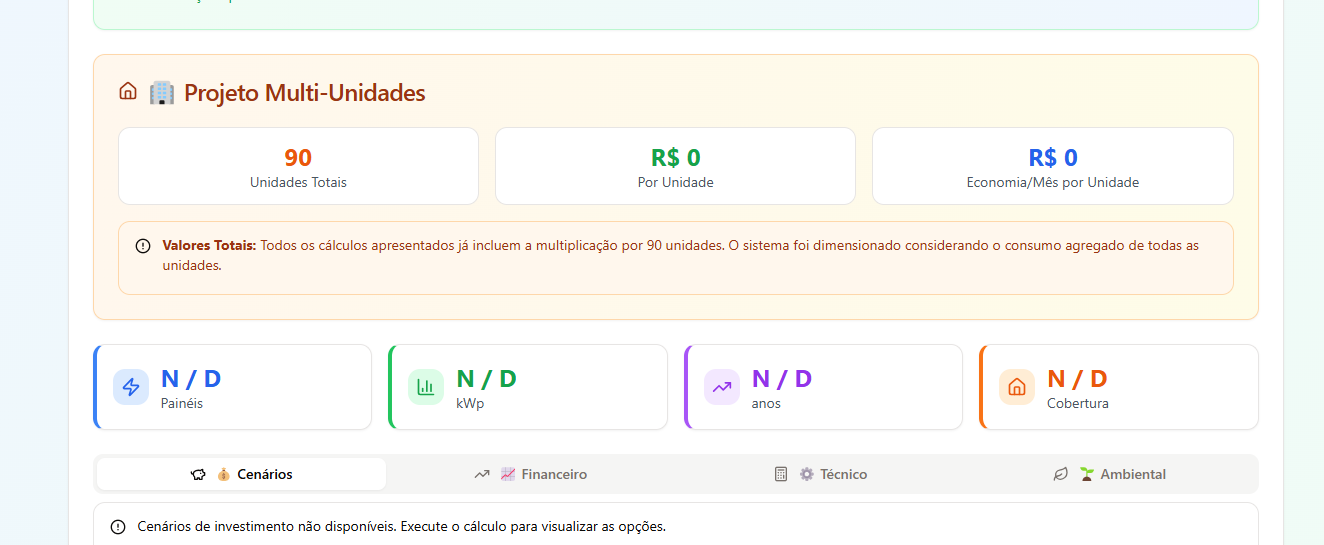 Projeto Multi-Unidades
90
Unidades Totais
R$ 0
Por Unidade
R$ 0
Economia/Mês por Unidade
Valores Totais: Todos os cálculos apresentados já incluem a multiplicação por 90 unidades. O sistema foi dimensionado considerando o consumo agregado de todas as
unidades.
N / D
Painéis
N / D
kWp
N / D
anos
N / D
Cobertura
Cenários
Financeiro
Técnico
Ambiental
Cenários de investimento não disponíveis. Execute o cálculo para visualizar as opções.